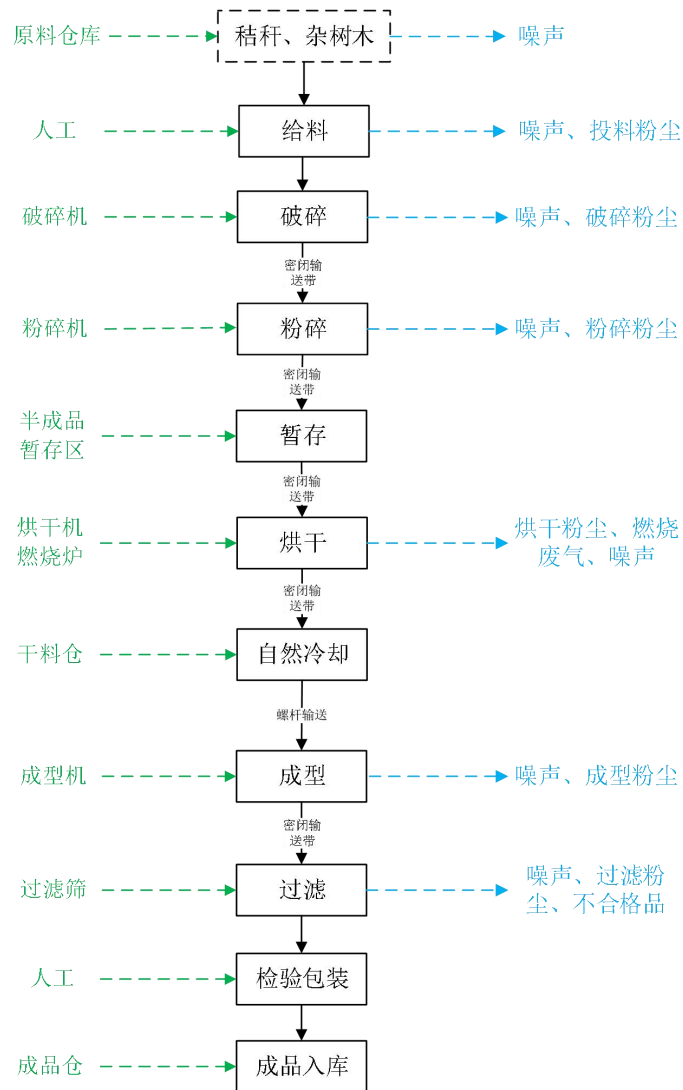 原料仓库
秸秆、杂树木
噪声
人工
给料
噪声、投料粉尘
破碎机
破碎
噪声、破碎粉尘
密闭输
送带
粉碎机
粉碎
噪声、粉碎粉尘
密闭输
送带
半成品
暂存区
暂存
密闭输
送带
烘干机
燃烧炉
烘干
烘干粉尘、燃烧
废气、噪声
密闭输
送带
干料仓
自然冷却
螺杆输送
成型机
成型
噪声、成型粉尘
密闭输
送带
过滤筛
过滤
噪声、过滤粉
尘、不合格品
人工
检验包装
成品仓
成品入库